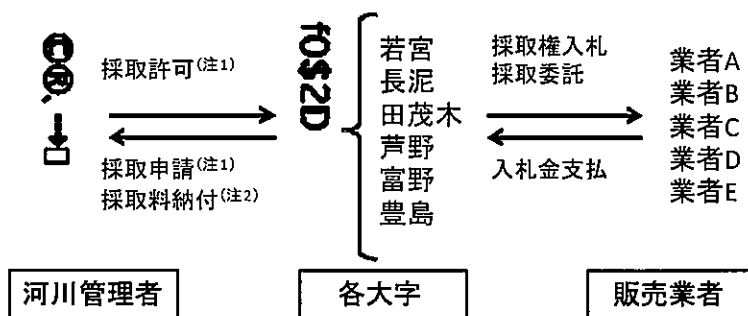 採取許可(注1)
採取申請(注1)
採取料納付(注2)
fO$2D
若宮
長泥
田茂木
芦野
富野
豊島
採取権入札
採取委託
入札金支払
業者A
業者B
業者C
業者D
業者E
河川管理者
各大字
販売業者